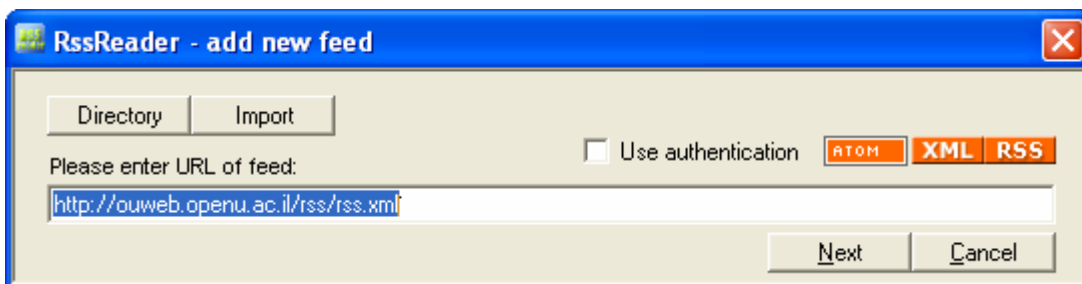 RssReader - add new feed
Directory Import
Use authentication ATOM XML RSS
Please enter URL of feed:
http://ouweb.openu.ac.il/rss/rss.xml
Next Cancel